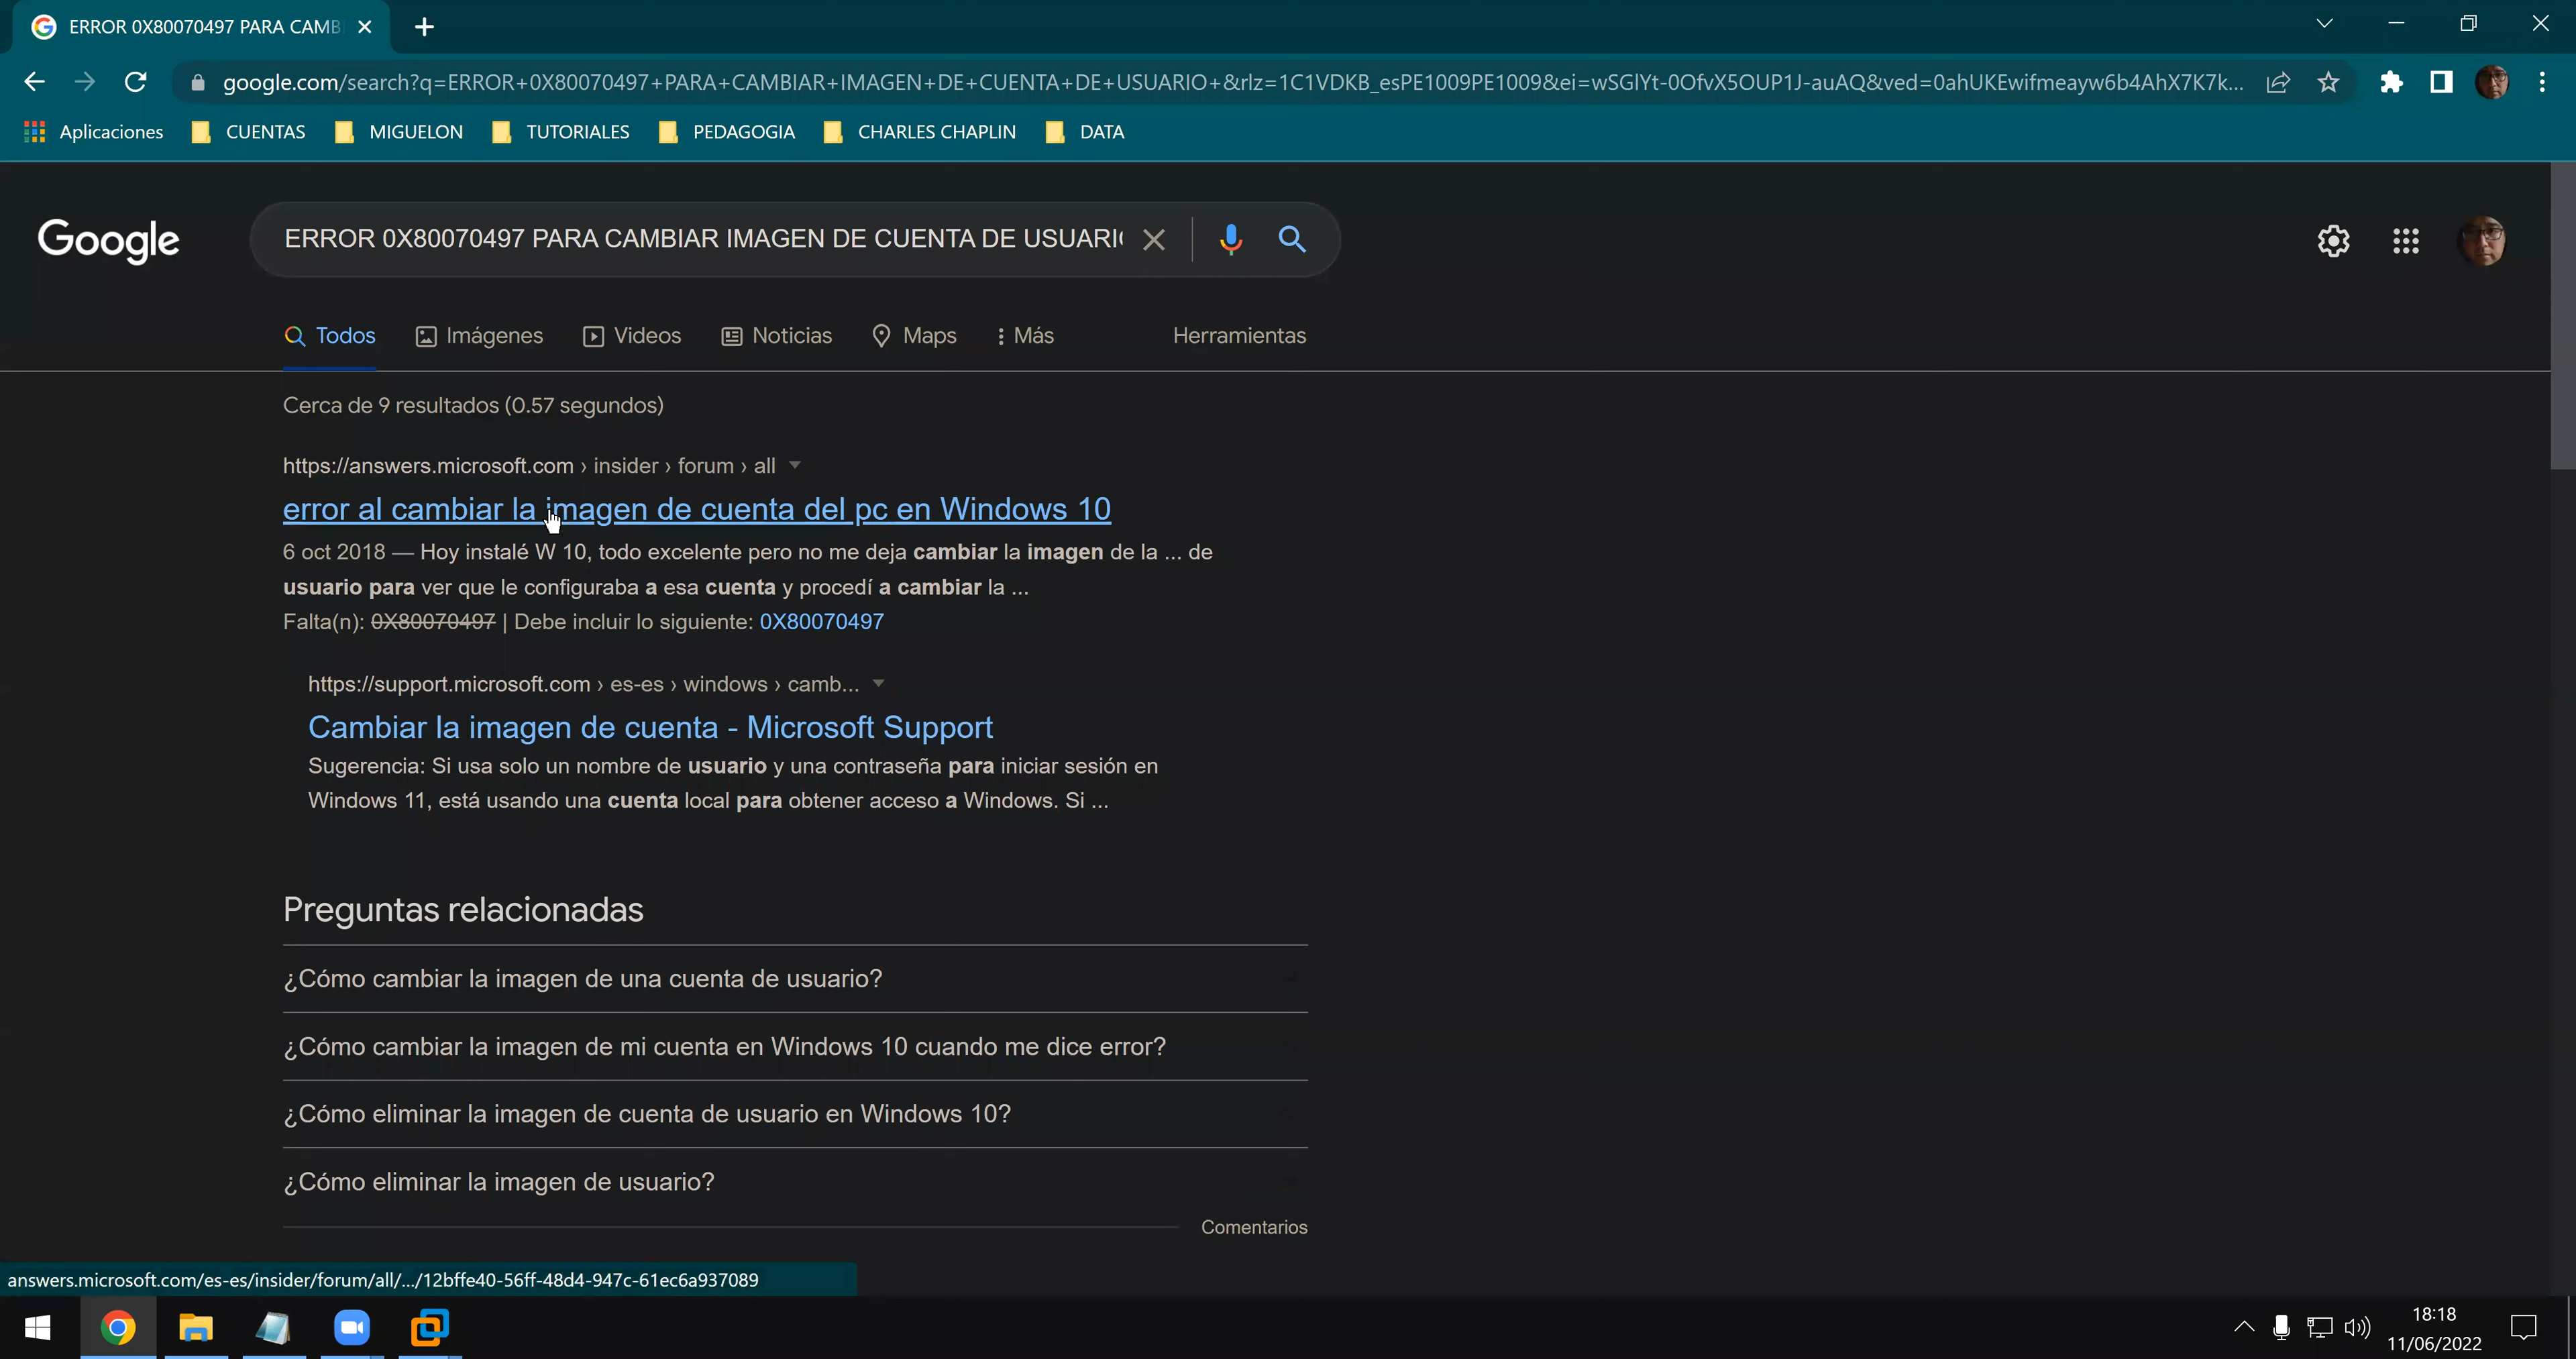 ERROR 0X80070497 PARA CAMB
google.com/search?q=ERROR+0X80070497+PARA+CAMBIAR+IMAGEN+DE+CUENTA+DE+USUARIO+&rlz=1C1VDKB_esPE1009PE1009&ei=wSGlYt-0OfvX5OUP1J-auAQ&ved=0ahUKEwifmeayw6b4AhX7K7k...
Aplicaciones CUENTAS MIGUELON TUTORIALES PEDAGOGIA CHARLES CHAPLIN DATA
Google ERROR 0X80070497 PARA CAMBIAR IMAGEN DE CUENTA DE USUARI
Todos Imágenes Videos Noticias Maps Más Herramientas
Cerca de 9 resultados (0.57 segundos)
https://answers.microsoft.com › insider › forum › all
error al cambiar la imagen de cuenta del pc en Windows 10
6 oct 2018 — Hoy instalé W 10, todo excelente pero no me deja cambiar la imagen de la ... de
usuario para ver que le configuraba a esa cuenta y procedí a cambiar la ...
Falta(n): 0X80070497 | Debe incluir lo siguiente: 0X80070497
https://support.microsoft.com › es-es › windows › camb...
Cambiar la imagen de cuenta - Microsoft Support
Sugerencia: Si usa solo un nombre de usuario y una contraseña para iniciar sesión en
Windows 11, está usando una cuenta local para obtener acceso a Windows. Si ...
Preguntas relacionadas
¿Cómo cambiar la imagen de una cuenta de usuario?
¿Cómo cambiar la imagen de mi cuenta en Windows 10 cuando me dice error?
¿Cómo eliminar la imagen de cuenta de usuario en Windows 10?
¿Cómo eliminar la imagen de usuario?
Comentarios
answers.microsoft.com/es-es/insider/forum/all/.../12bffe40-56ff-48d4-947c-61ec6a937089
18:18
11/06/2022